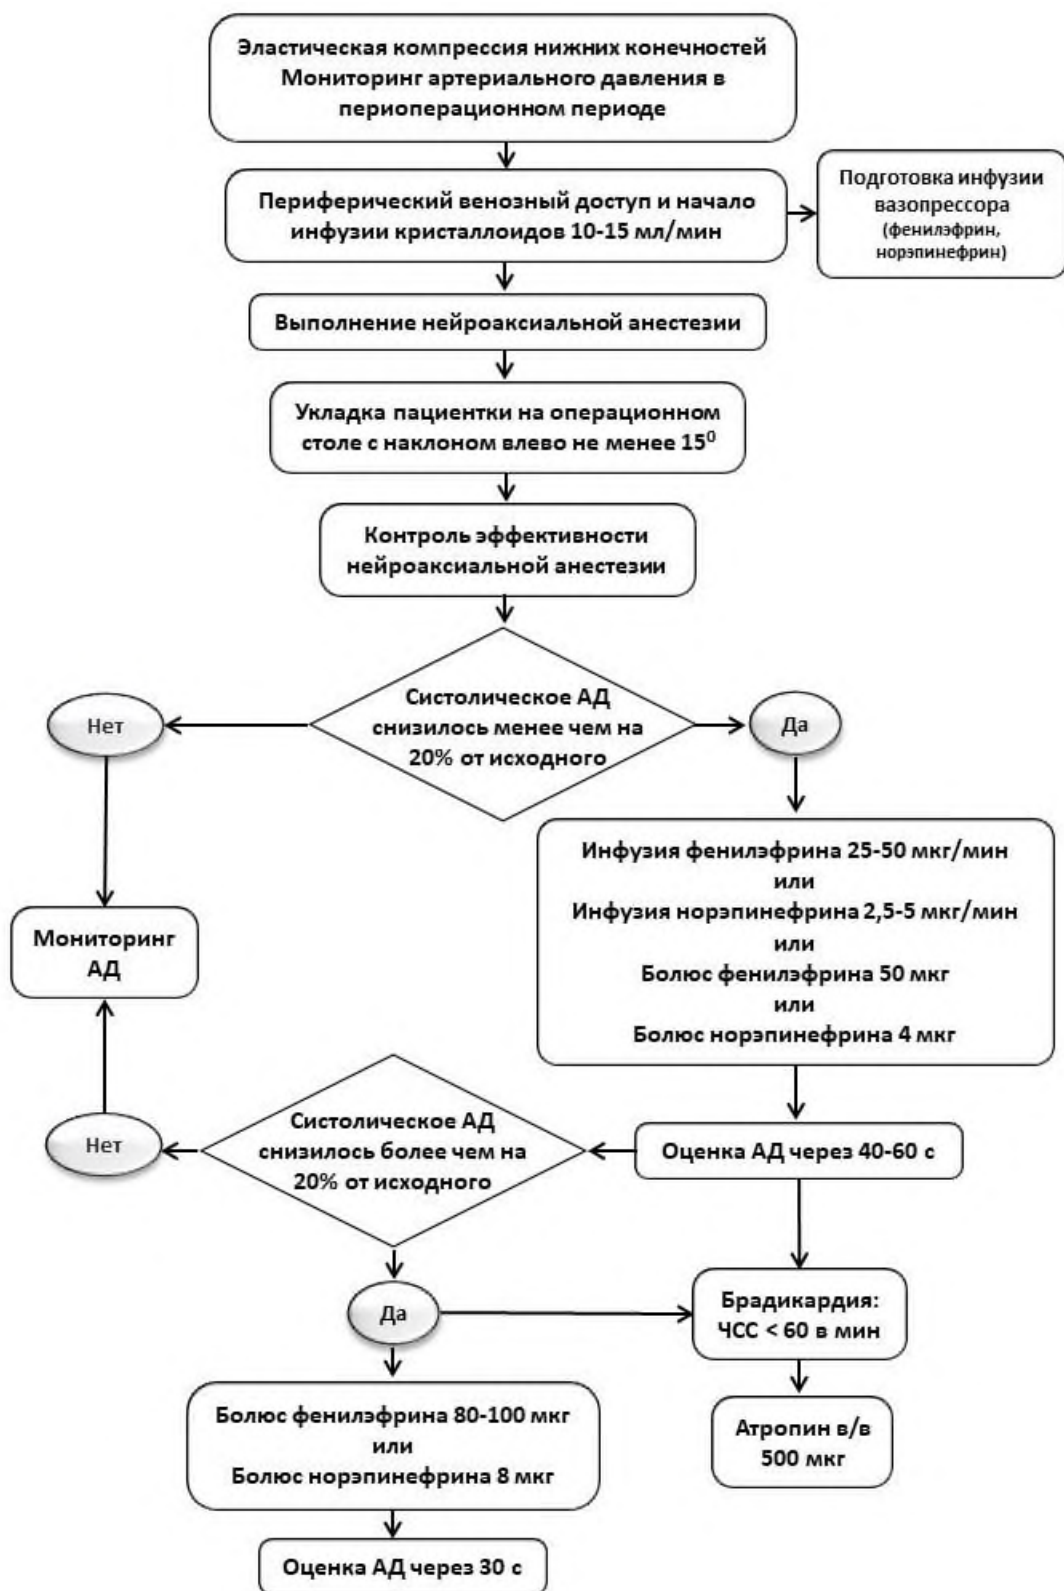 Эластическая компрессия нижних конечностей
Мониторинг артериального давления в
периоперационном периоде
Периферический венозный доступ и начало
инфузии кристаллоидов 10-15 мл/мин
Подготовка инфузии
вазопрессора
(фенилэфрин,
норэпинефрин)
Выполнение нейроаксиальной анестезии
Укладка пациентки на операционном
столе с наклоном влево не менее 15⁰
Контроль эффективности
нейроаксиальной анестезии
Систолическое АД
снизилось менее чем на
20% от исходного
Нет
Да
Инфузия фенилэфрина 25-50 мкг/мин
или
Инфузия норэпинефрина 2,5-5 мкг/мин
или
Болюс фенилэфрина 50 мкг
или
Болюс норэпинефрина 4 мкг
Мониторинг
АД
Оценка АД через 40-60 с
Систолическое АД
снизилось более чем на
20% от исходного
Нет
Да
Брадикардия:
ЧСС < 60 в мин
Болюс фенилэфрина 80-100 мкг
или
Болюс норэпинефрина 8 мкг
Атропин в/в
500 мкг
Оценка АД через 30 с